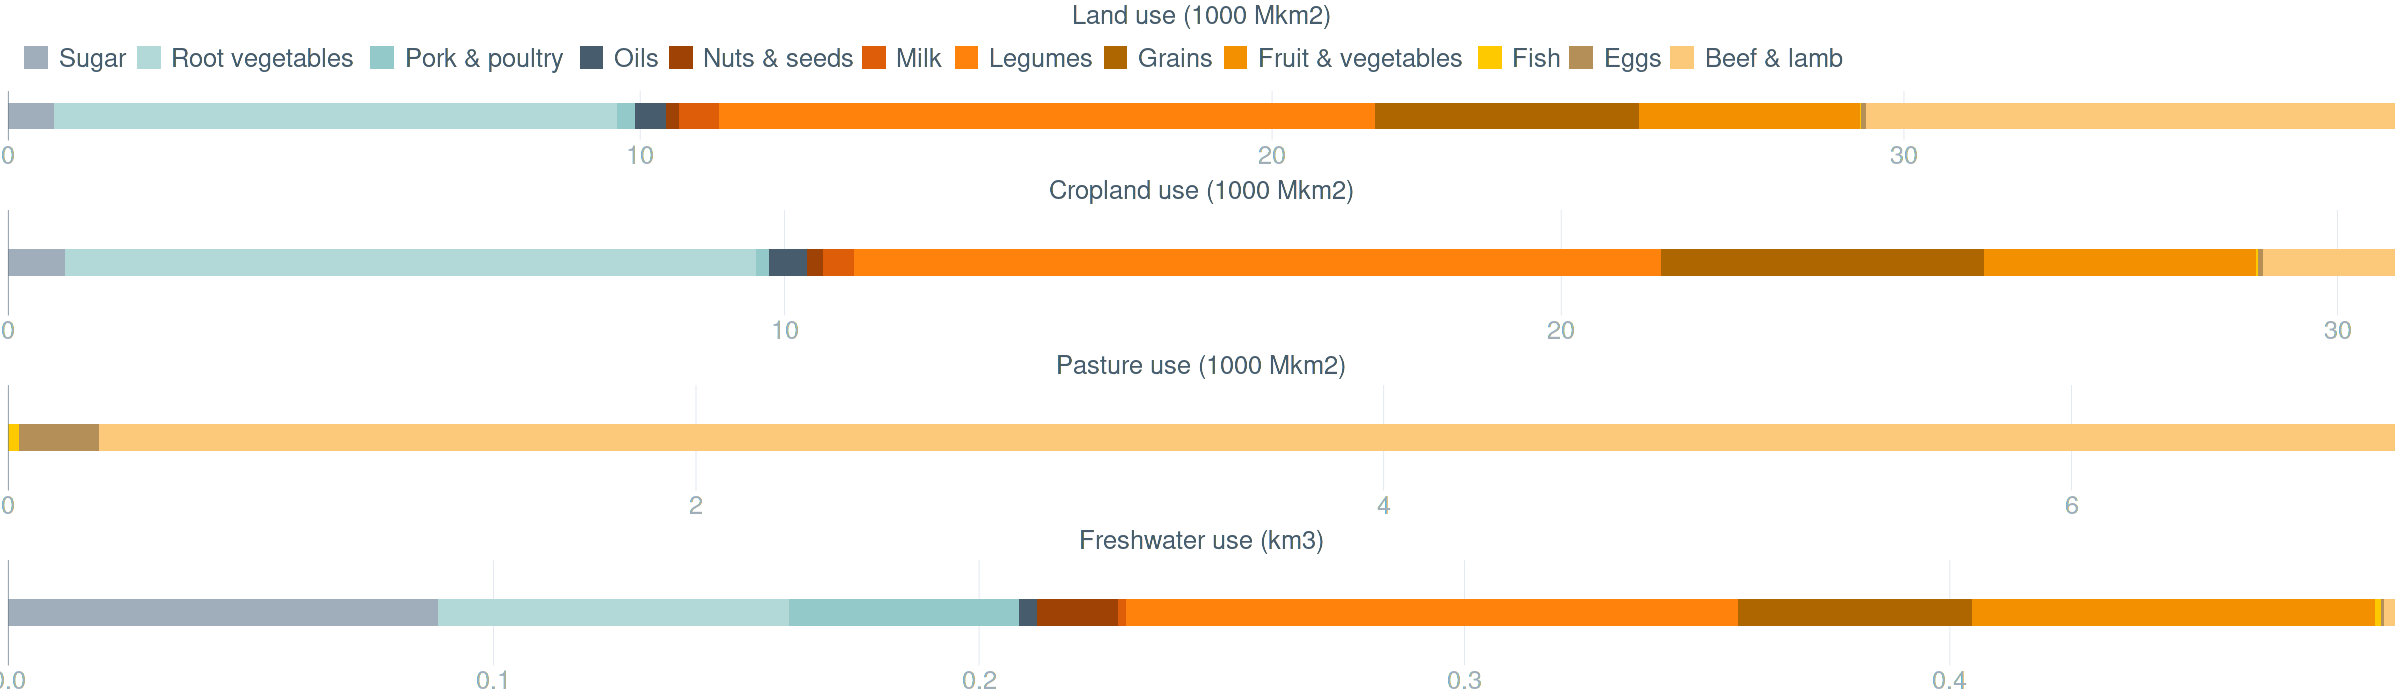 Land use (1000 Mkm2)
Sugar Root vegetables Pork & poultry Oils Nuts & seeds Milk Legumes Grains Fruit & vegetables Fish Eggs Beef & lamb
0 10 20 30
Cropland use (1000 Mkm2)
0 10 20 30
Pasture use (1000 Mkm2)
0 2 4 6
Freshwater use (km3)
0.0 0.1 0.2 0.3 0.4